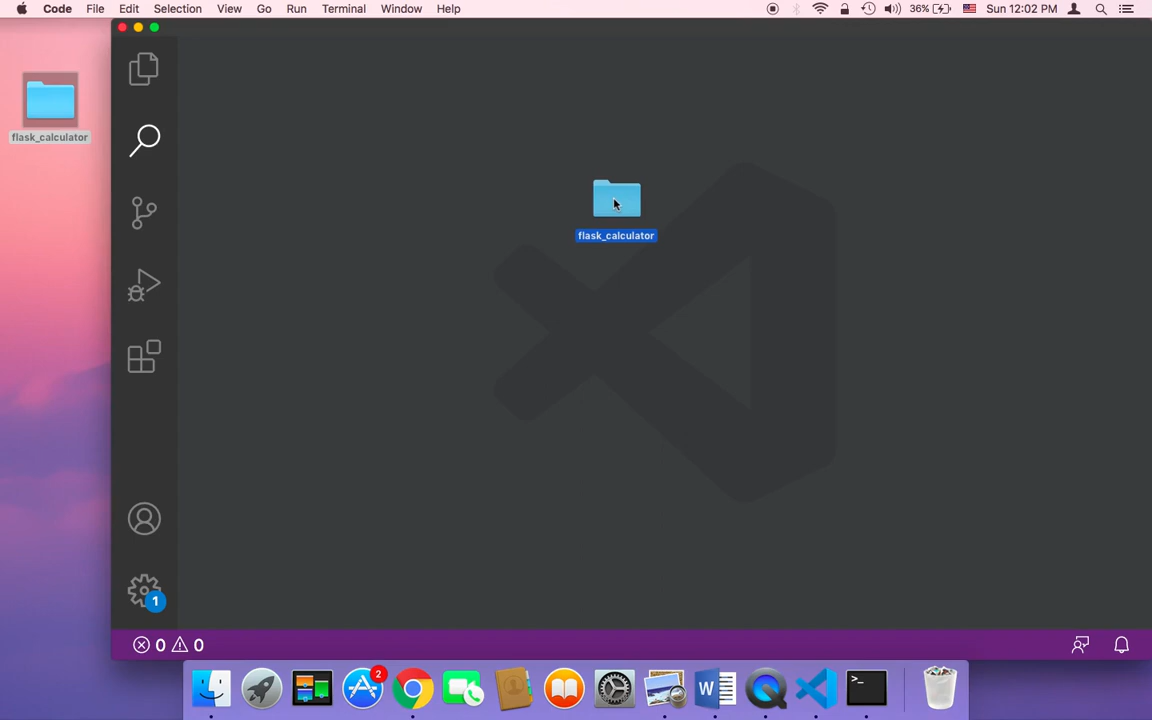 Code File Edit Selection View Go Run Terminal Window Help 36% Sun 12:02 PM
flask_calculator
flask_calculator
1
0 0
2
>_
W